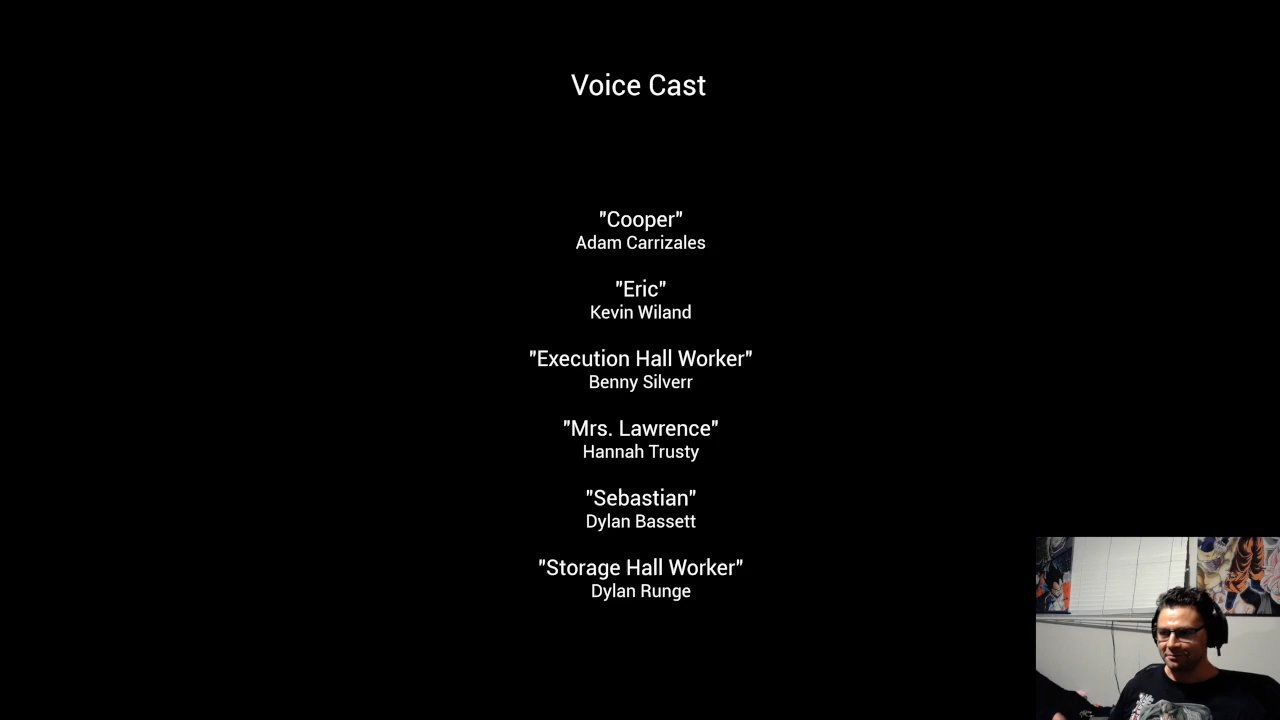 Voice Cast
"Cooper"
Adam Carrizales
"Eric"
Kevin Wiland
"Execution Hall Worker"
Benny Silverr
"Mrs. Lawrence"
Hannah Trusty
"Sebastian"
Dylan Bassett
"Storage Hall Worker"
Dylan Runge